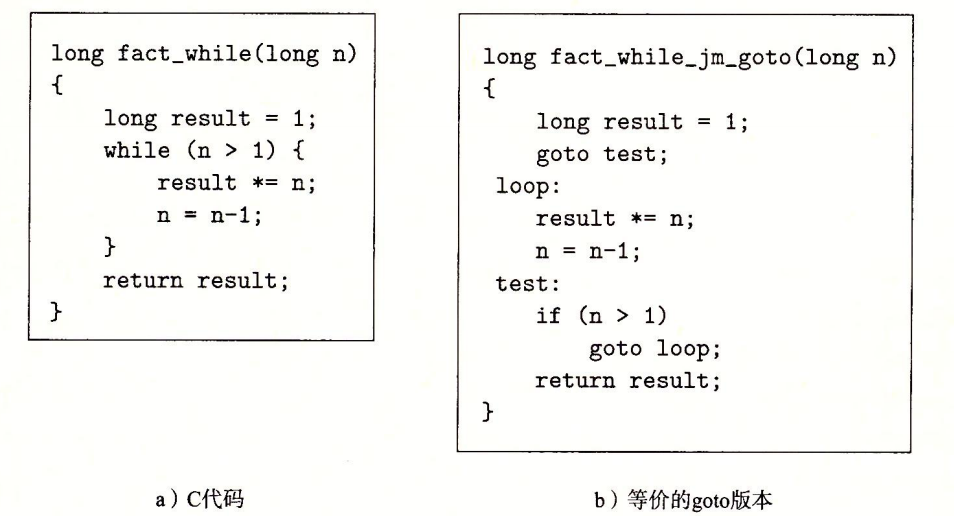 long fact_while(long n)
{
    long result = 1;
    while (n > 1) {
        result *= n;
        n = n-1;
    }
    return result;
}
a）C代码
long fact_while_jm_goto(long n)
{
    long result = 1;
    goto test;
 loop:
    result *= n;
    n = n-1;
 test:
    if (n > 1)
        goto loop;
    return result;
}
b）等价的goto版本